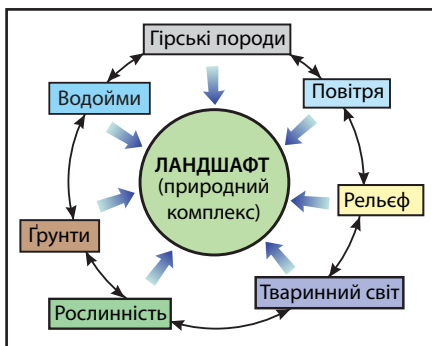 Гірські породи
Водойми
Повітря
ЛАНДШАФТ
(природний
комплекс)
Рельєф
Ґрунти
Тваринний світ
Рослинність